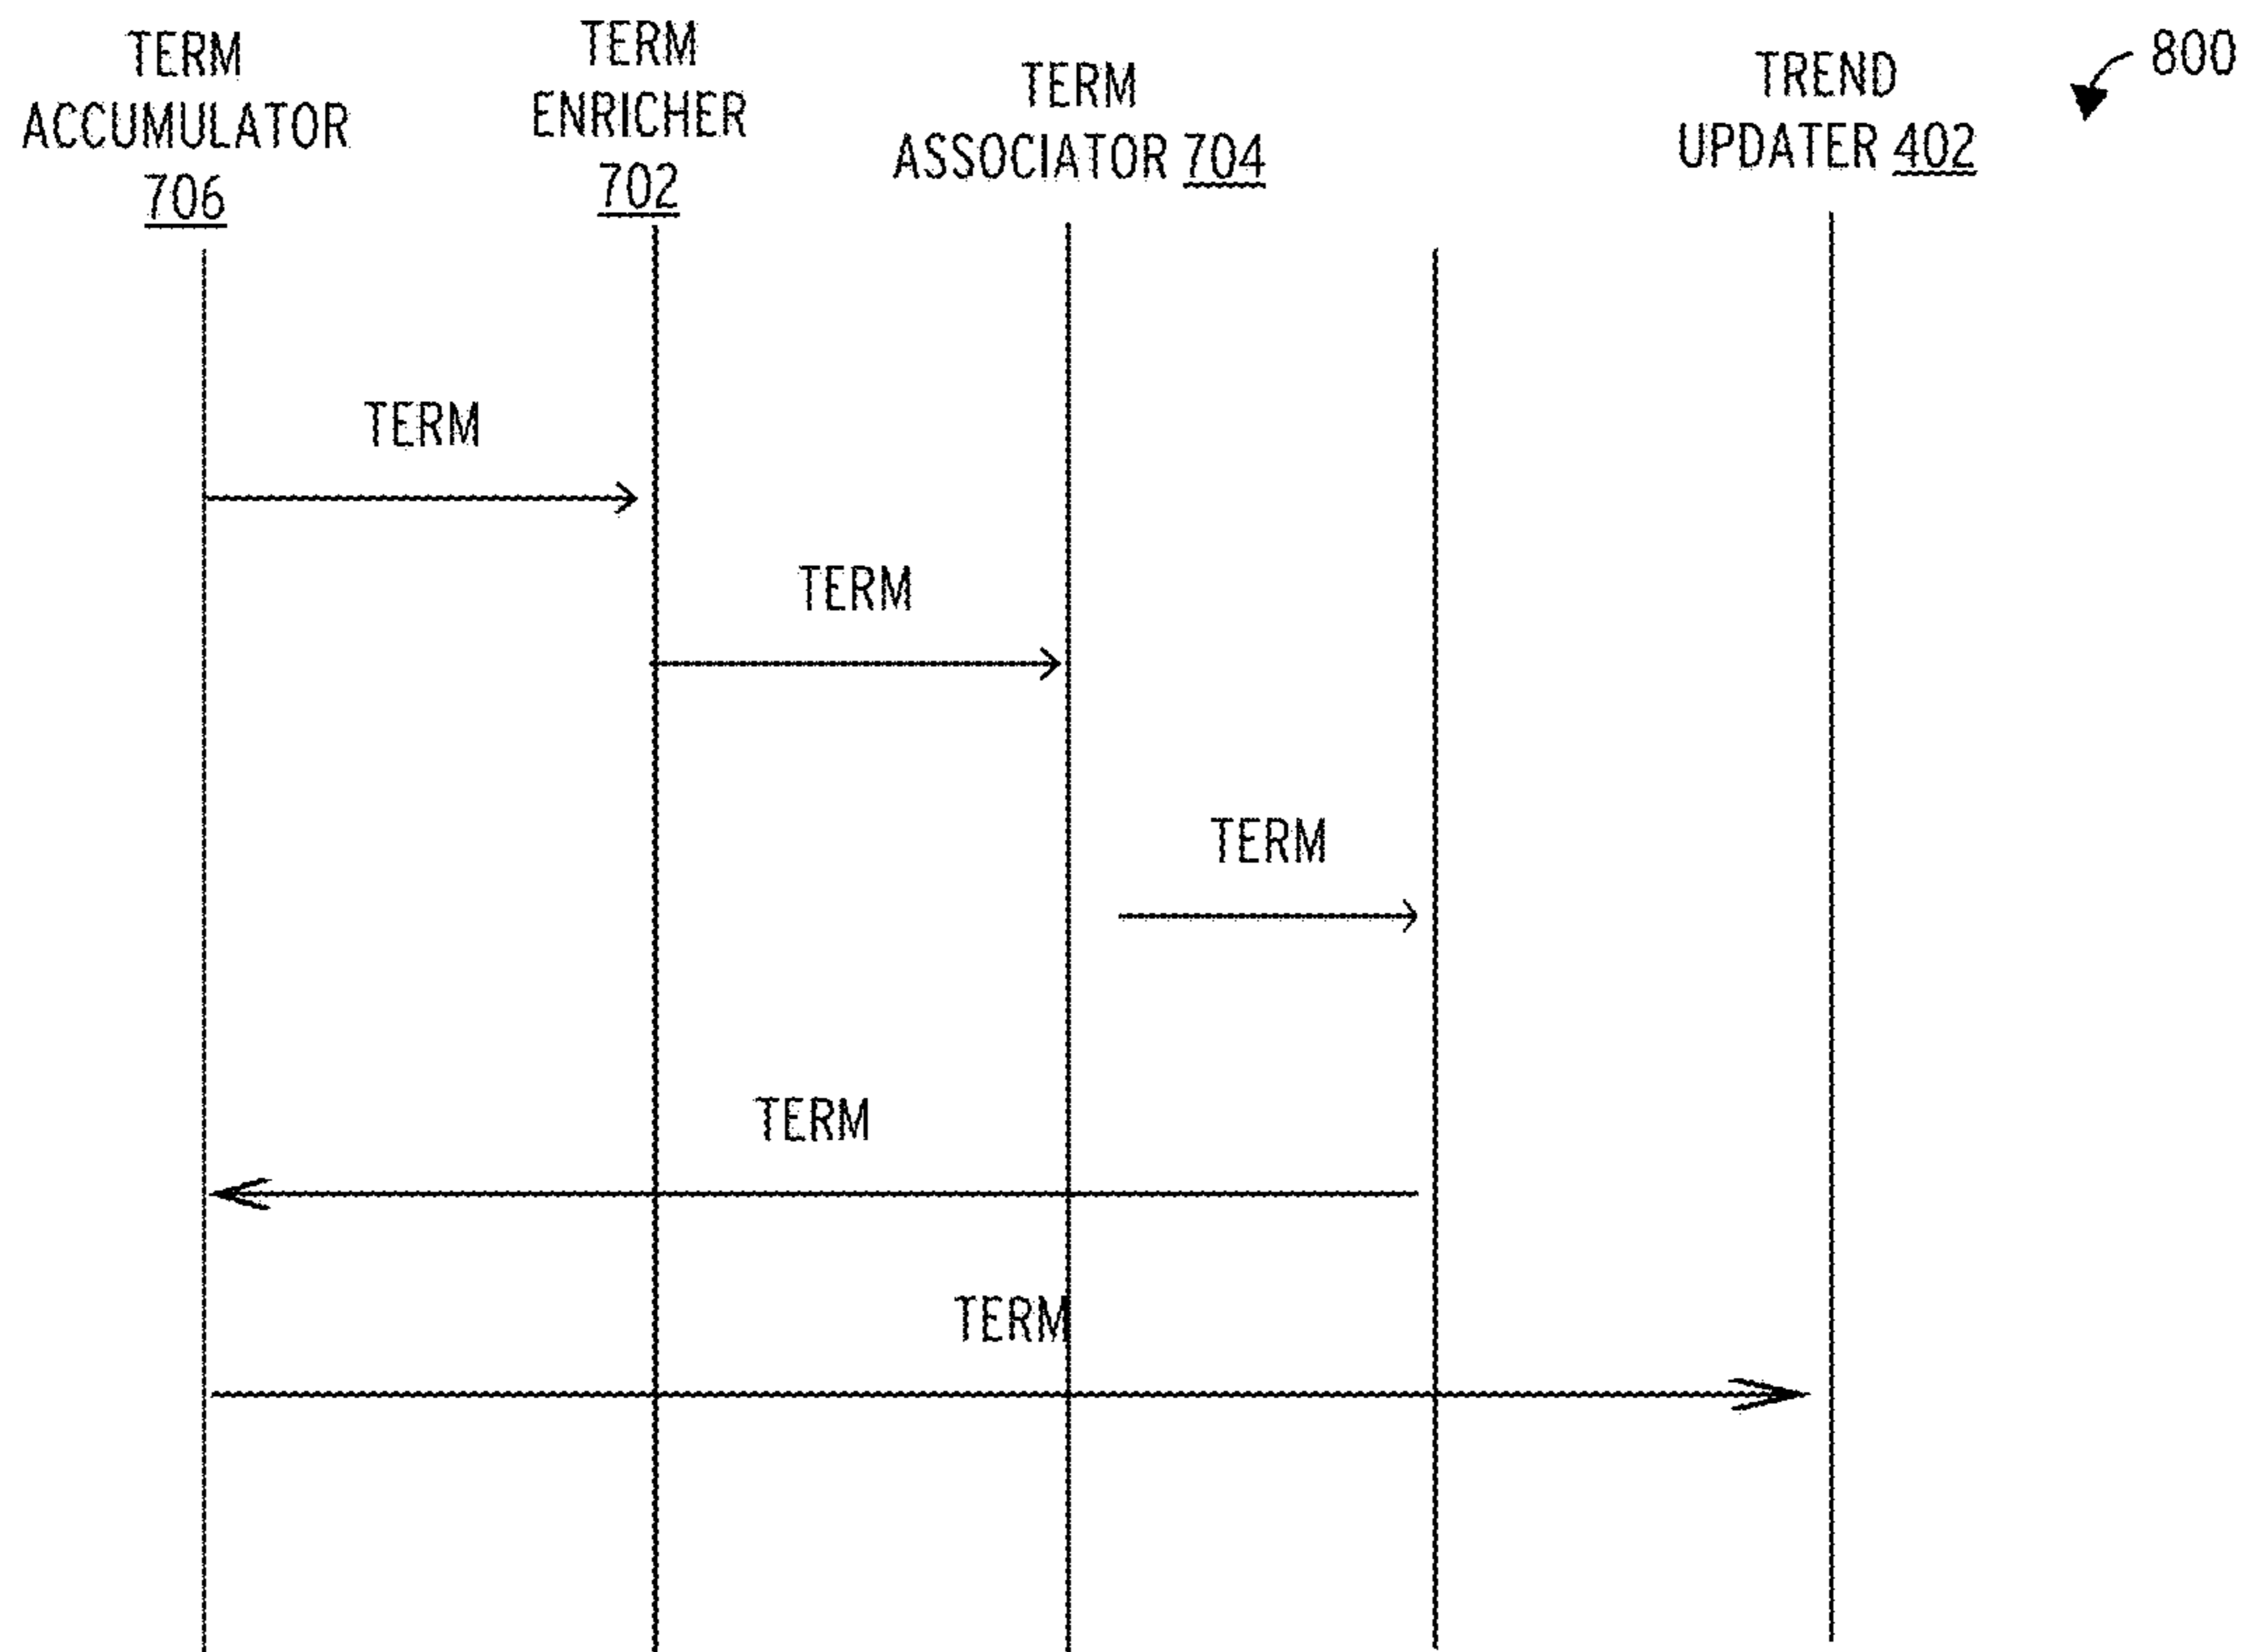 TERM
ACCUMULATOR
706
TERM
ENRICHER
702
TERM
ASSOCIATOR 704
TREND
UPDATER 402
800
TERM
TERM
TERM
TERM
TERM